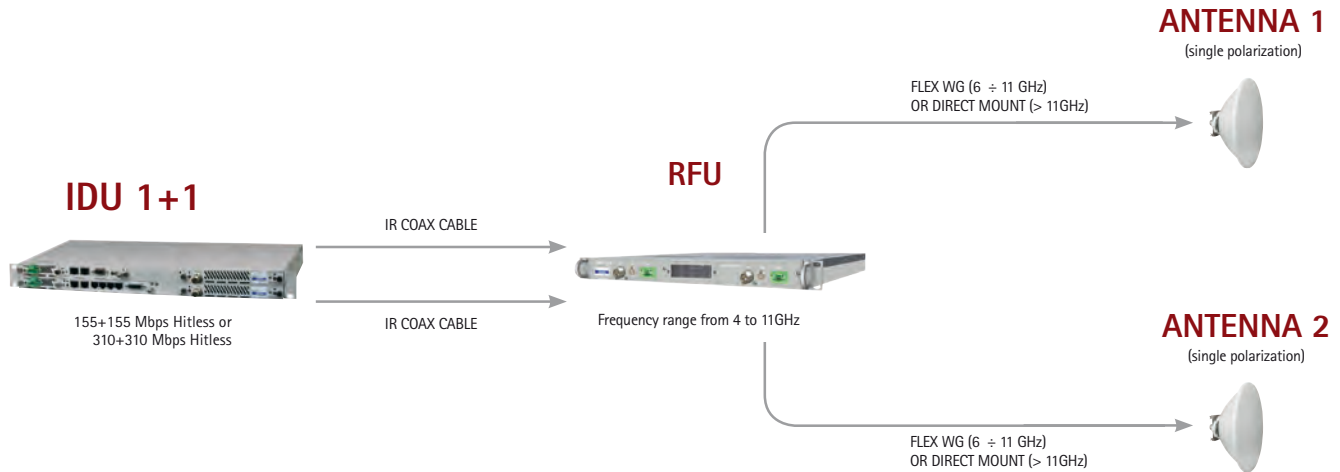 ANTENNA 1
(single polarization)
FLEX WG (6 ÷ 11 GHz)
OR DIRECT MOUNT (> 11GHz)
RFU
IDU 1+1
IR COAX CABLE
155+155 Mbps Hitless or
310+310 Mbps Hitless
IR COAX CABLE
Frequency range from 4 to 11GHz
ANTENNA 2
(single polarization)
FLEX WG (6 ÷ 11 GHz)
OR DIRECT MOUNT (> 11GHz)